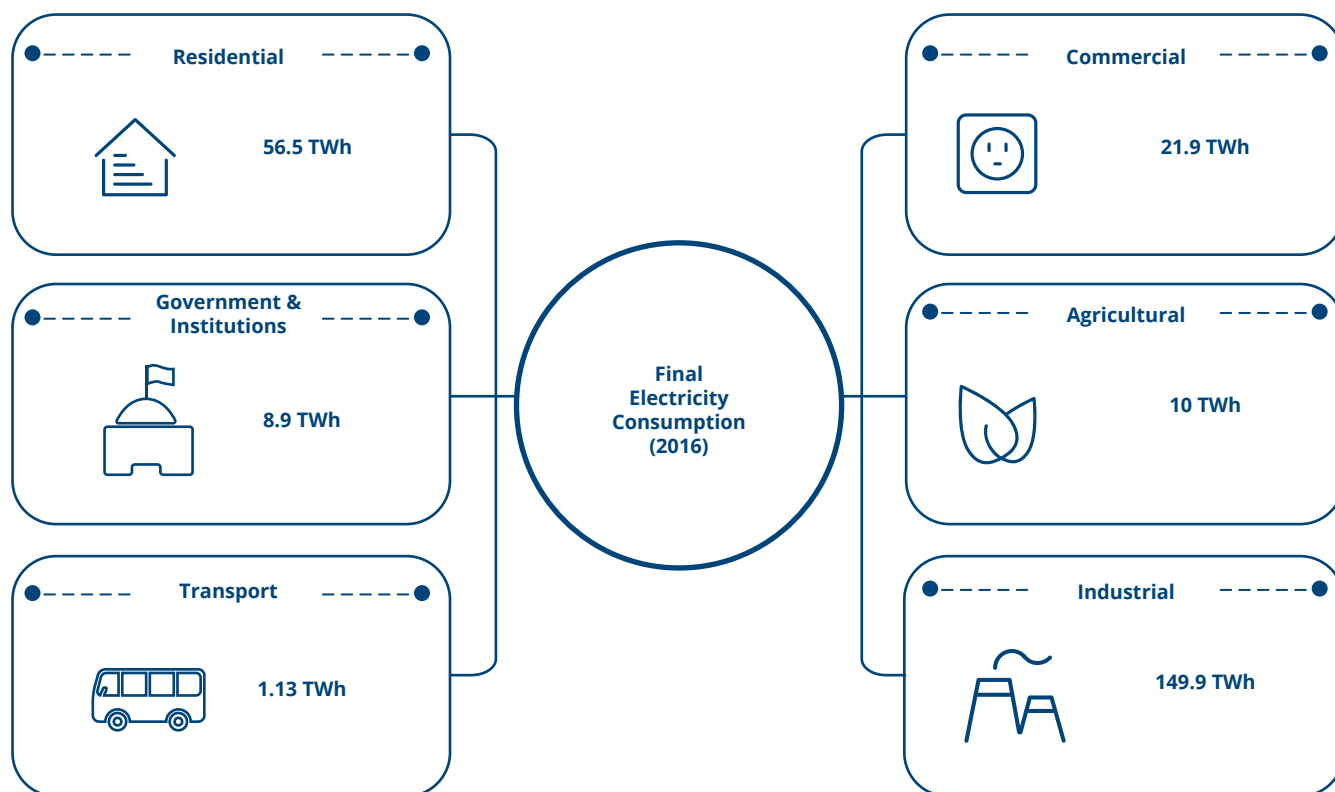 Residential
56.5 TWh
Government &
Institutions
8.9 TWh
Transport
1.13 TWh
Final
Electricity
Consumption
(2016)
Commercial
21.9 TWh
Agricultural
10 TWh
Industrial
149.9 TWh